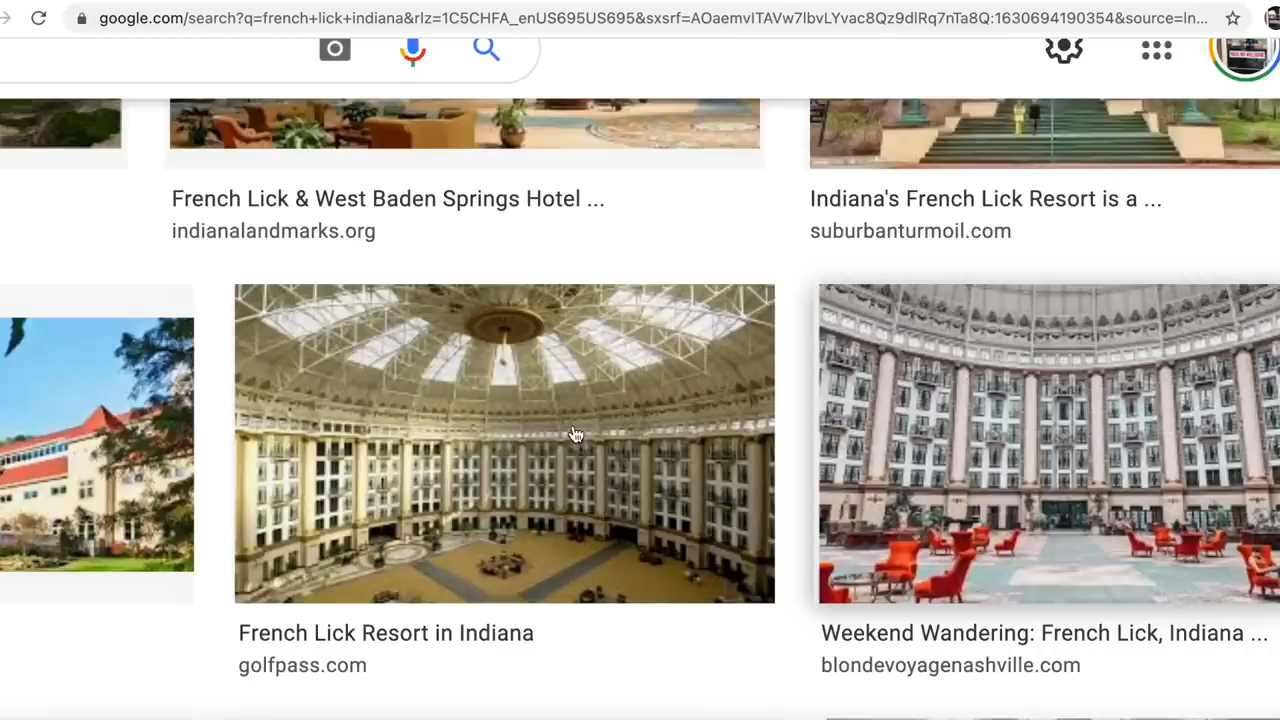 google.com/search?q=french+lick+indiana&rlz=1C5CHFA_enUS695US695&sxsrf=AOaemvITAVw7lbvLYvac8Qz9dlRq7nTa8Q:1630694190354&source=ln...
French Lick & West Baden Springs Hotel ...
indianalandmarks.org
Indiana's French Lick Resort is a ...
suburbanturmoil.com
French Lick Resort in Indiana
golfpass.com
Weekend Wandering: French Lick, Indiana ...
blondevoyagenashville.com